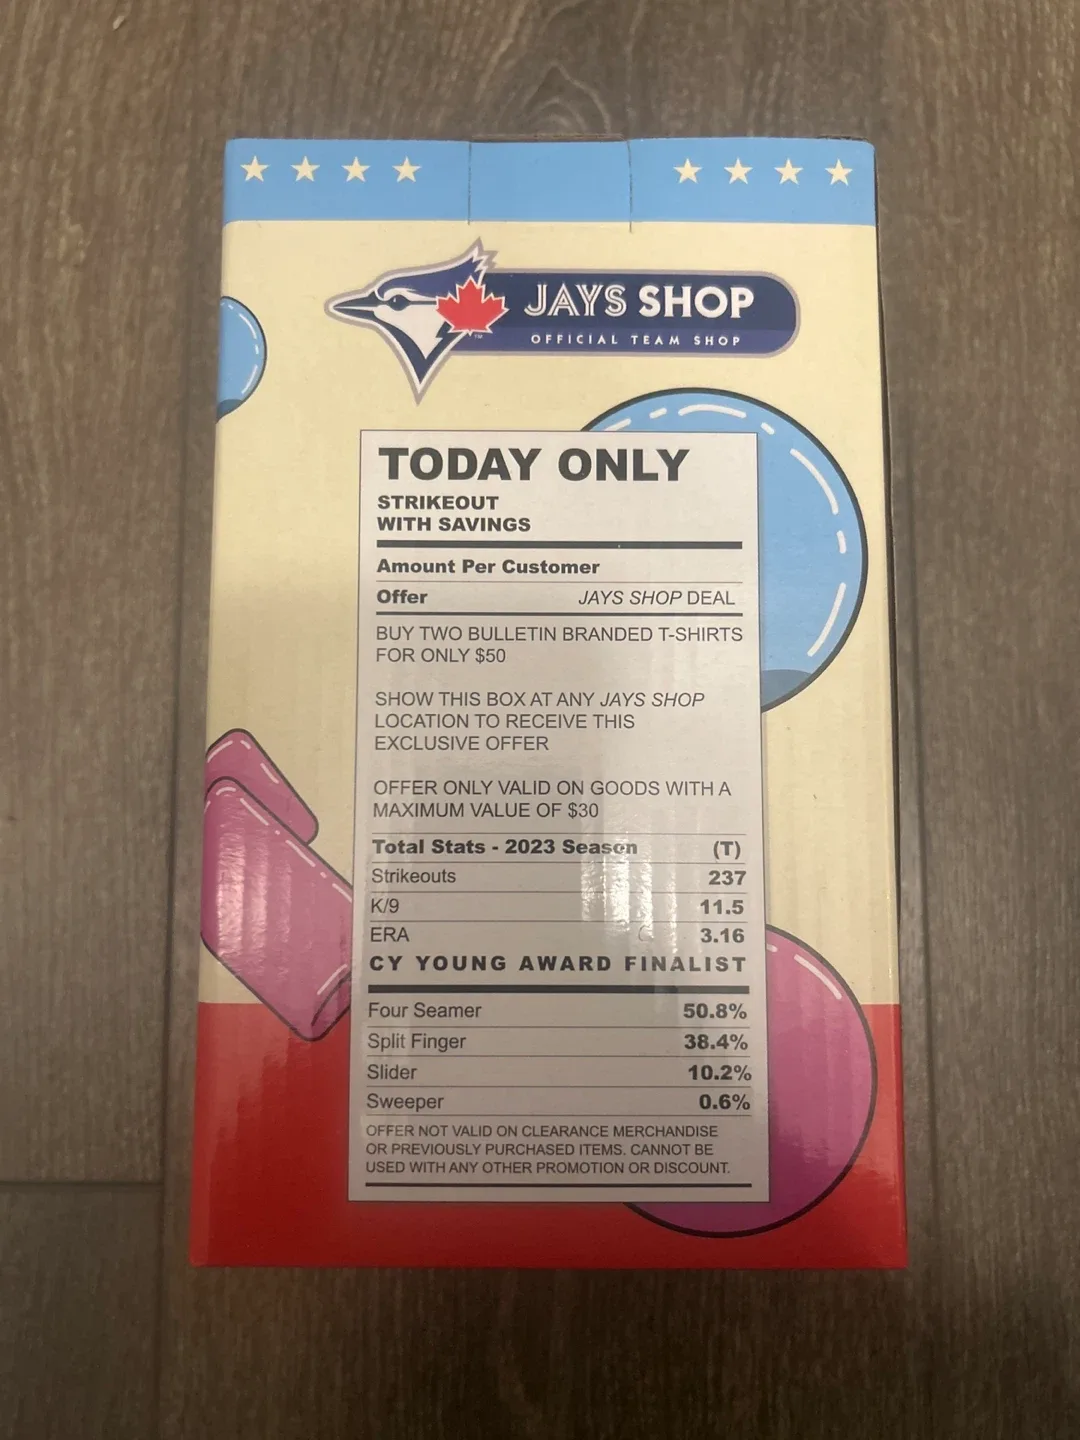 JAYS SHOP
OFFICIAL TEAM SHOP
TM
TODAY ONLY
STRIKEOUT
WITH SAVINGS
Amount Per Customer
Offer JAYS SHOP DEAL
BUY TWO BULLETIN BRANDED T-SHIRTS
FOR ONLY $50
SHOW THIS BOX AT ANY JAYS SHOP
LOCATION TO RECEIVE THIS
EXCLUSIVE OFFER
OFFER ONLY VALID ON GOODS WITH A
MAXIMUM VALUE OF $30
Total Stats - 2023 Season (T)
Strikeouts 237
K/9 11.5
ERA 3.16
CY YOUNG AWARD FINALIST
Four Seamer 50.8%
Split Finger 38.4%
Slider 10.2%
Sweeper 0.6%
OFFER NOT VALID ON CLEARANCE MERCHANDISE
OR PREVIOUSLY PURCHASED ITEMS. CANNOT BE
USED WITH ANY OTHER PROMOTION OR DISCOUNT.